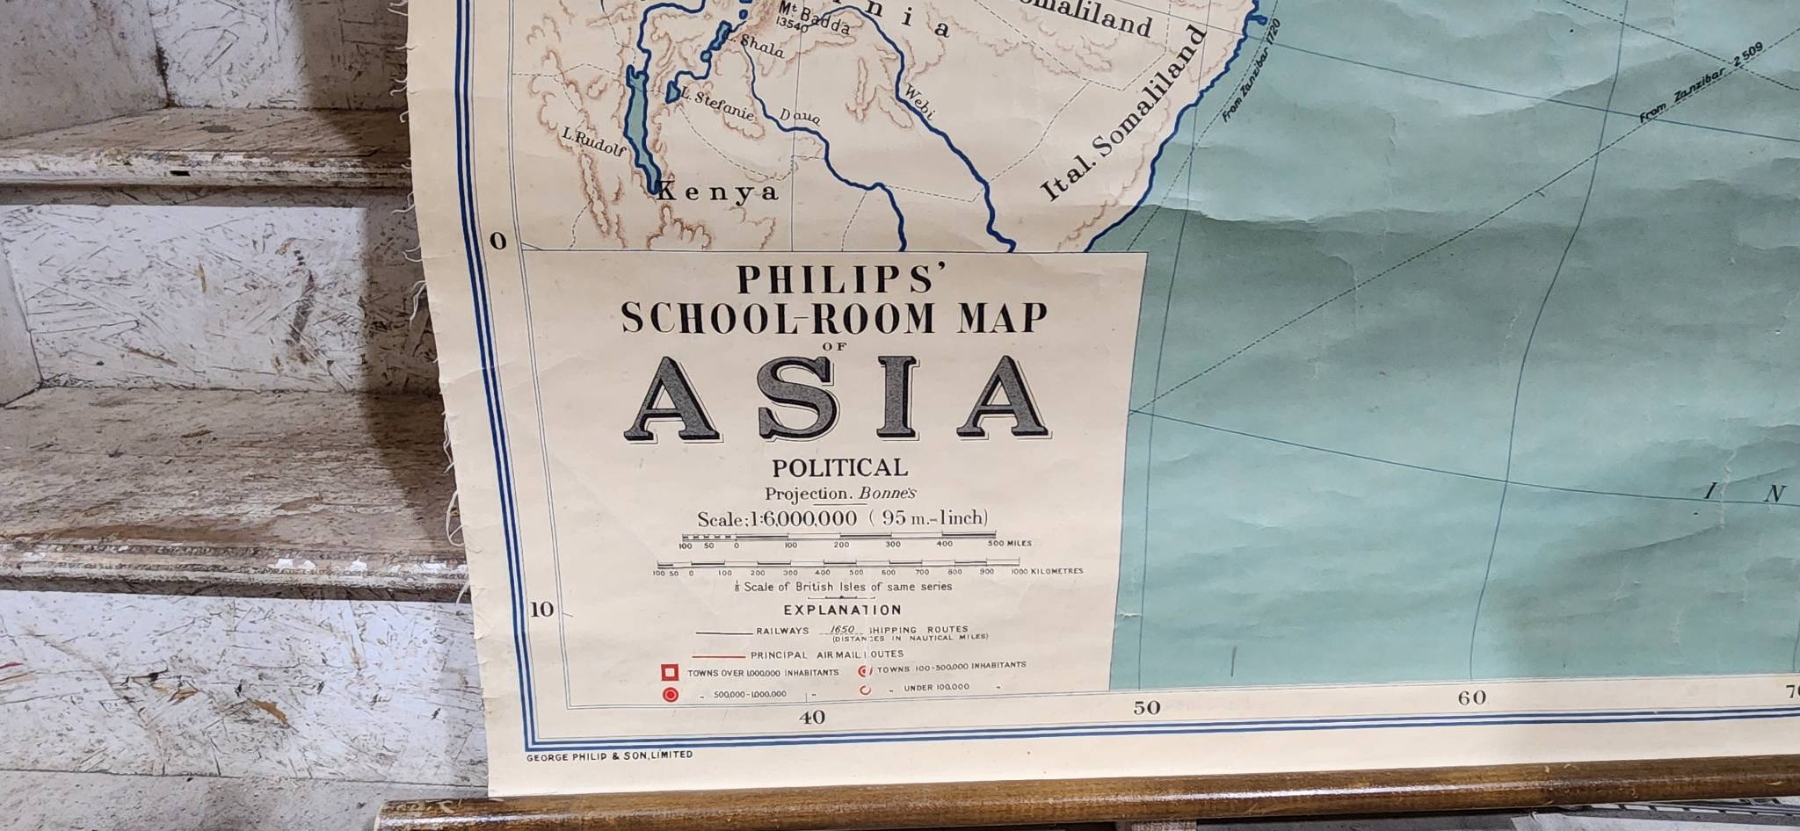 Mt Badda
13540
n i a
maliland
L. Shala
L. Stefanie
Daua
Webi
L. Rudolf
Kenya
Ital. Somaliland
From Zanzibar 1720
From Zanzibar 2509
0
PHILIPS'
SCHOOL-ROOM MAP
OF
ASIA
POLITICAL
Projection. Bonne's
Scale: 1:6,000,000 ( 95 m.-1 inch)
100 50 0 100 200 300 400 500 MILES
100 50 0 100 200 300 400 500 600 700 800 900 1000 KILOMETRES
Scale of British Isles of same series
EXPLANATION
RAILWAYS 1650 SHIPPING ROUTES
(DISTANCES IN NAUTICAL MILES)
PRINCIPAL AIR MAIL ROUTES
TOWNS OVER 1,000,000 INHABITANTS TOWNS 100-500,000 INHABITANTS
" 500,000-1,000,000 " " UNDER 100,000 "
10
I N
40 50 60 70
GEORGE PHILIP & SON, LIMITED